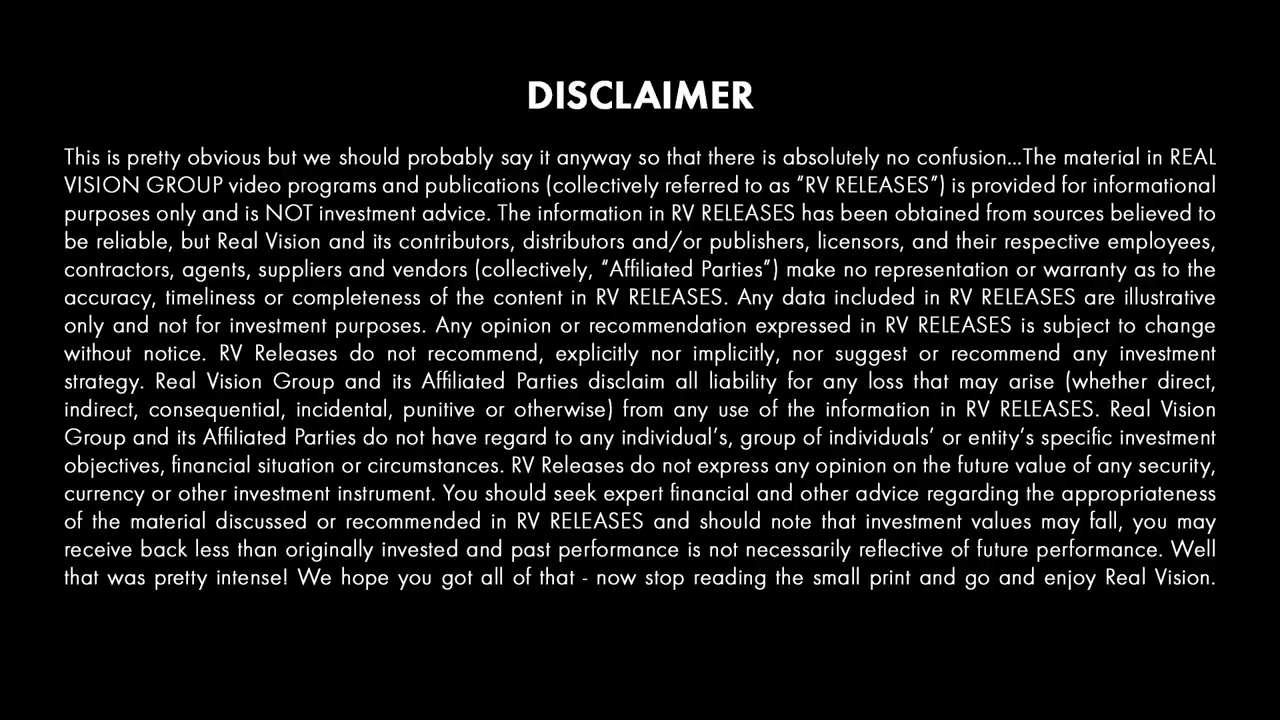 DISCLAIMER
This is pretty obvious but we should probably say it anyway so that there is absolutely no confusion...The material in REAL
VISION GROUP video programs and publications (collectively referred to as “RV RELEASES”) is provided for informational
purposes only and is NOT investment advice. The information in RV RELEASES has been obtained from sources believed to
be reliable, but Real Vision and its contributors, distributors and/or publishers, licensors, and their respective employees,
contractors, agents, suppliers and vendors (collectively, “Affiliated Parties”) make no representation or warranty as to the
accuracy, timeliness or completeness of the content in RV RELEASES. Any data included in RV RELEASES are illustrative
only and not for investment purposes. Any opinion or recommendation expressed in RV RELEASES is subject to change
without notice. RV Releases do not recommend, explicitly nor implicitly, nor suggest or recommend any investment
strategy. Real Vision Group and its Affiliated Parties disclaim all liability for any loss that may arise (whether direct,
indirect, consequential, incidental, punitive or otherwise) from any use of the information in RV RELEASES. Real Vision
Group and its Affiliated Parties do not have regard to any individual’s, group of individuals’ or entity’s specific investment
objectives, financial situation or circumstances. RV Releases do not express any opinion on the future value of any security,
currency or other investment instrument. You should seek expert financial and other advice regarding the appropriateness
of the material discussed or recommended in RV RELEASES and should note that investment values may fall, you may
receive back less than originally invested and past performance is not necessarily reflective of future performance. Well
that was pretty intense! We hope you got all of that - now stop reading the small print and go and enjoy Real Vision.